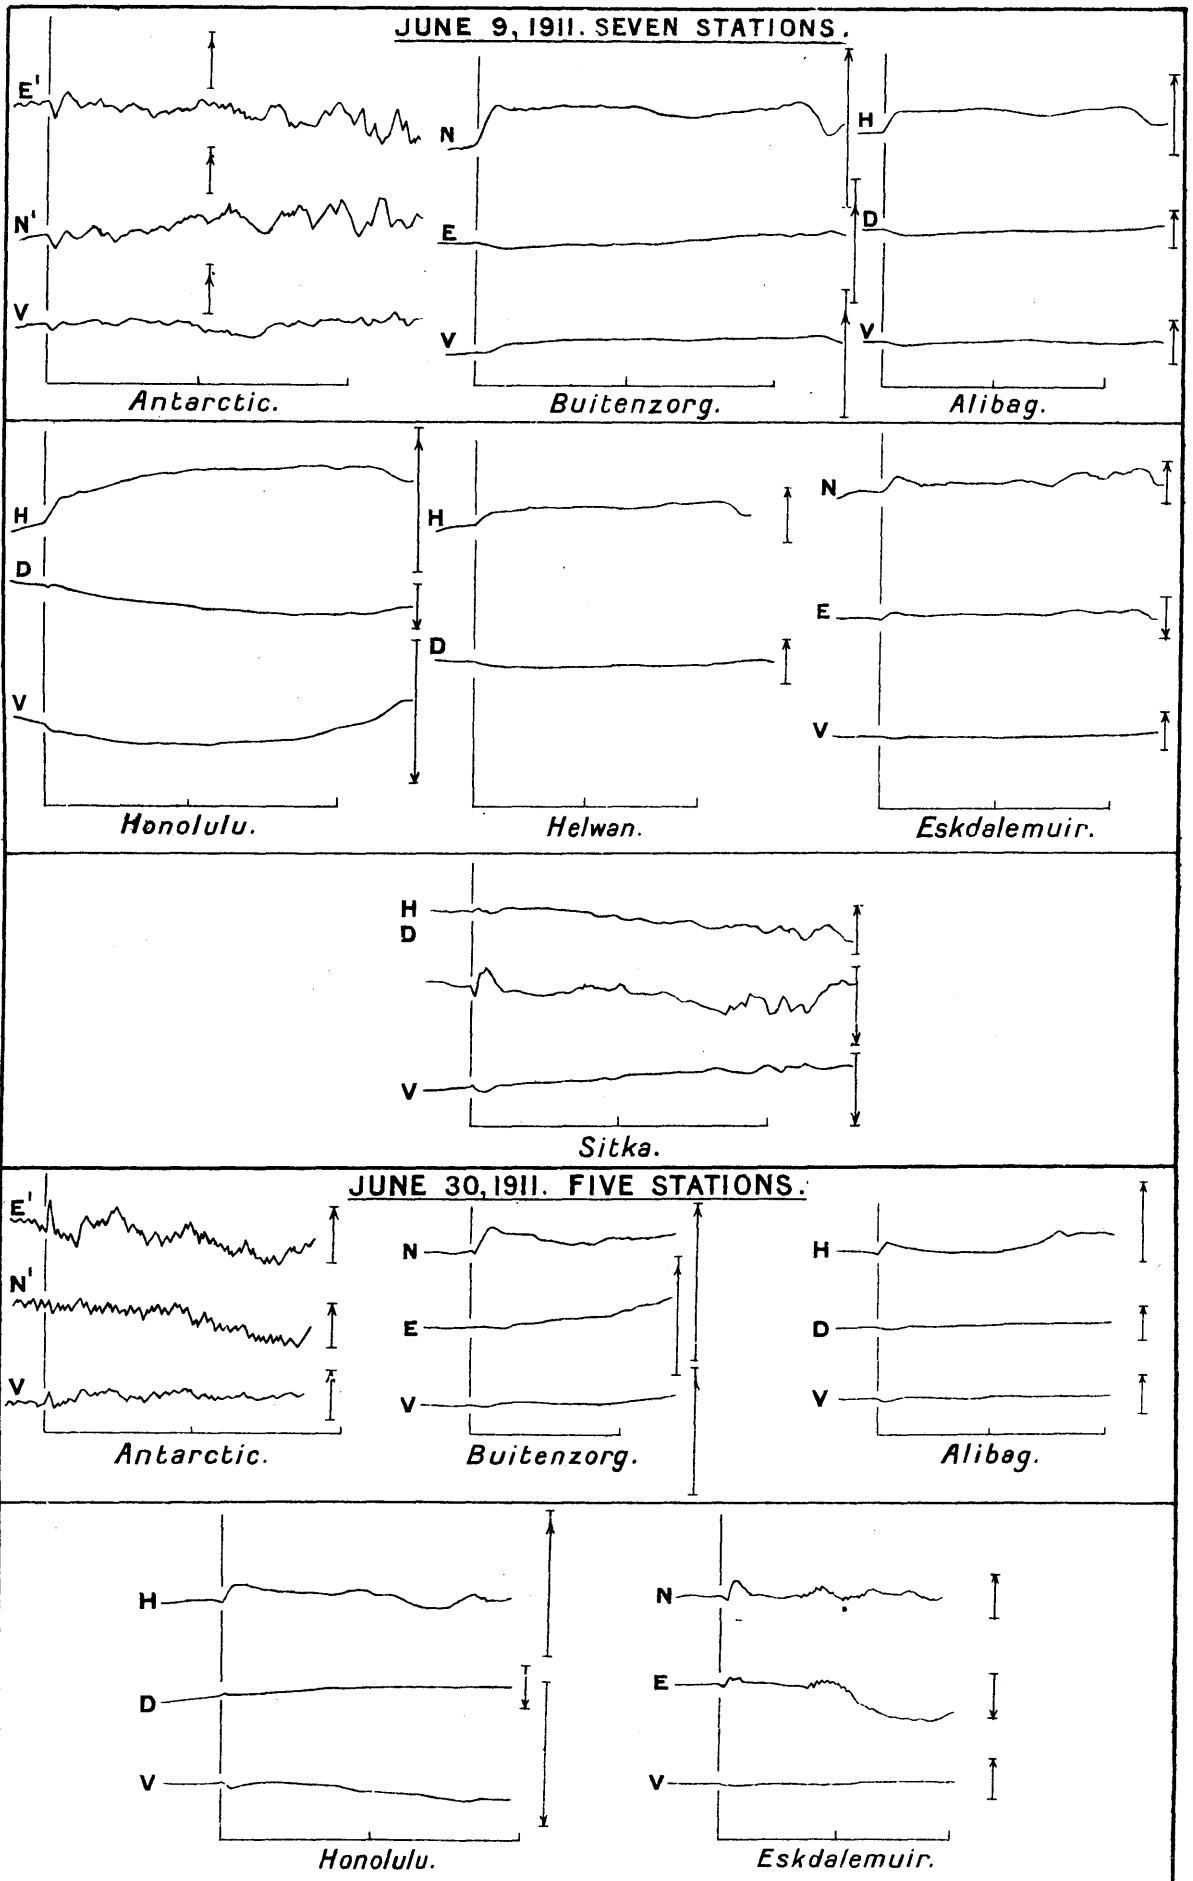 JUNE 9, 1911. SEVEN STATIONS.
E'
N'
V
Antarctic.
N
E
V
Buitenzorg.
H
D
V
Alibag.
H
D
V
Honolulu.
H
D
Helwan.
N
E
V
Eskdalemuir.
H
D
V
Sitka.
JUNE 30, 1911. FIVE STATIONS.
E'
N'
V
Antarctic.
N
E
V
Buitenzorg.
H
D
V
Alibag.
H
D
V
Honolulu.
N
E
V
Eskdalemuir.